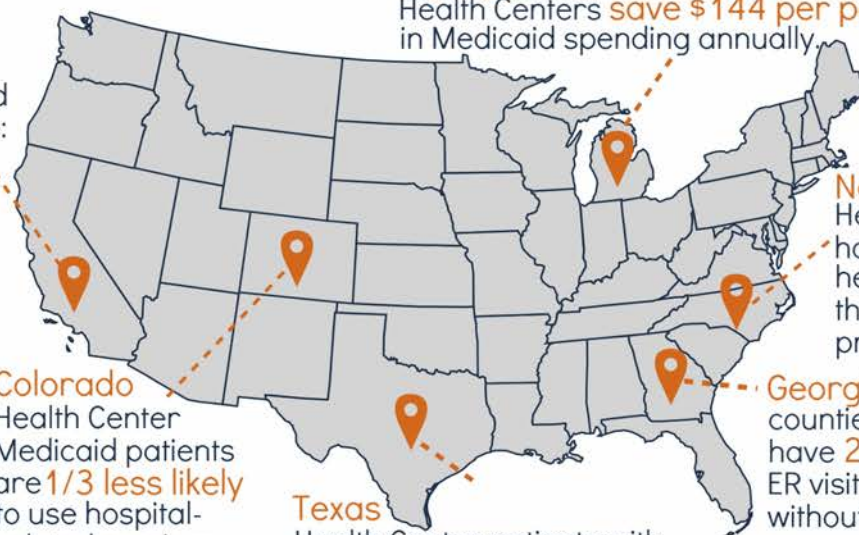 Health Centers save $144 per p
in Medicaid spending annually.
d
:
N
He
ha
he
th
pr
Colorado
Health Center
Medicaid patients
are 1/3 less likely
to use hospital-
Georg
countie
have 2
ER visit
withou
Texas